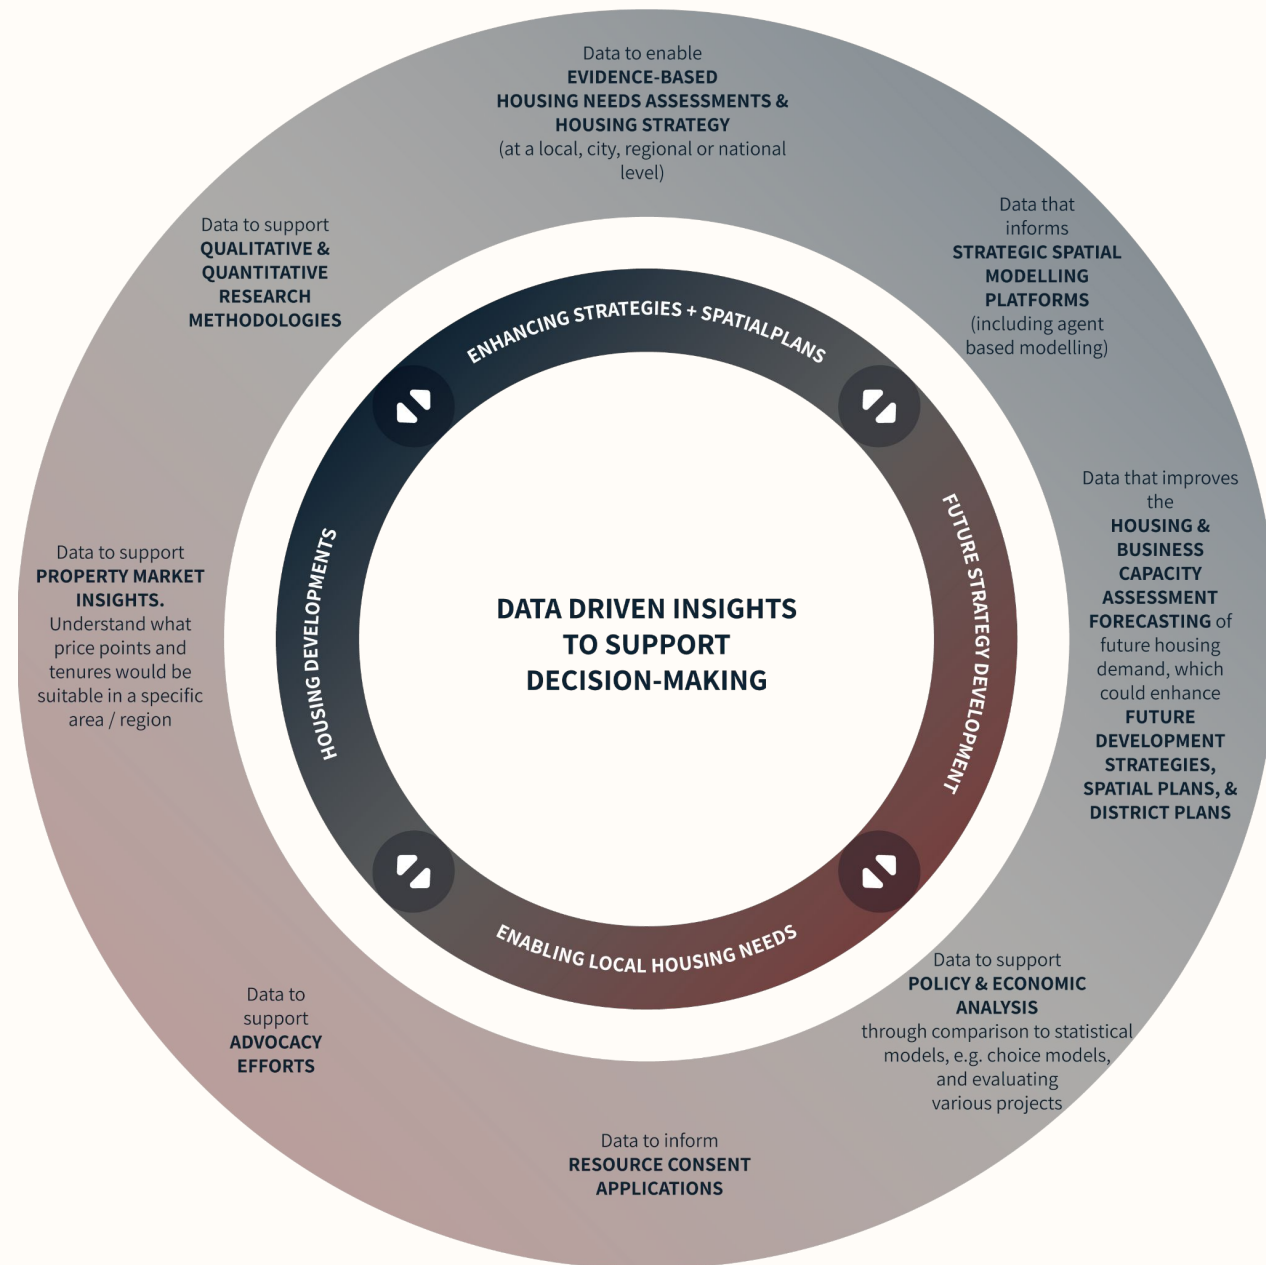 Data to enable
EVIDENCE-BASED
HOUSING NEEDS ASSESSMENTS &
HOUSING STRATEGY
(at a local, city, regional or national
level)
Data that
informs
STRATEGIC SPATIAL
MODELLING
PLATFORMS
(including agent
based modelling)
Data that improves
the
HOUSING &
BUSINESS
CAPACITY
ASSESSMENT
FORECASTING of
future housing
demand, which
could enhance
FUTURE
DEVELOPMENT
STRATEGIES,
SPATIAL PLANS, &
DISTRICT PLANS
Data to support
POLICY & ECONOMIC
ANALYSIS
through comparison to statistical
models, e.g. choice models,
and evaluating
various projects
Data to inform
RESOURCE CONSENT
APPLICATIONS
Data to
support
ADVOCACY
EFFORTS
Data to support
PROPERTY MARKET
INSIGHTS.
Understand what
price points and
tenures would be
suitable in a specific
area / region
Data to support
QUALITATIVE &
QUANTITATIVE
RESEARCH
METHODOLOGIES
ENHANCING STRATEGIES + SPATIALPLANS
FUTURE STRATEGY DEVELOPMENT
ENABLING LOCAL HOUSING NEEDS
HOUSING DEVELOPMENTS
DATA DRIVEN INSIGHTS
TO SUPPORT
DECISION-MAKING